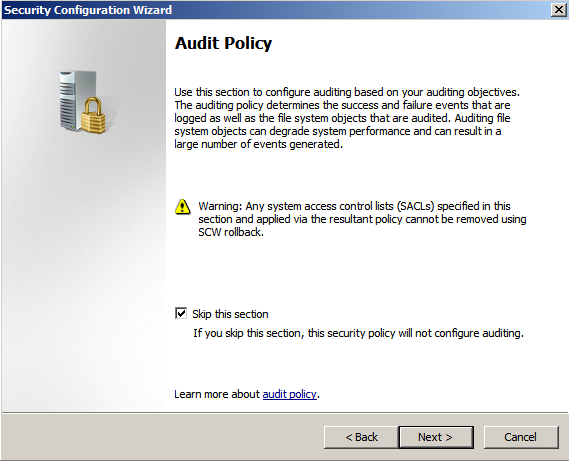 Security Configuration Wizard
Audit Policy
Use this section to configure auditing based on your auditing objectives.
The auditing policy determines the success and failure events that are
logged as well as the file system objects that are audited. Auditing file
system objects can degrade system performance and can result in a
large number of events generated.
Warning: Any system access control lists (SACLs) specified in this
section and applied via the resultant policy cannot be removed using
SCW rollback.
Skip this section
If you skip this section, this security policy will not configure auditing.
Learn more about audit policy.
< Back Next > Cancel